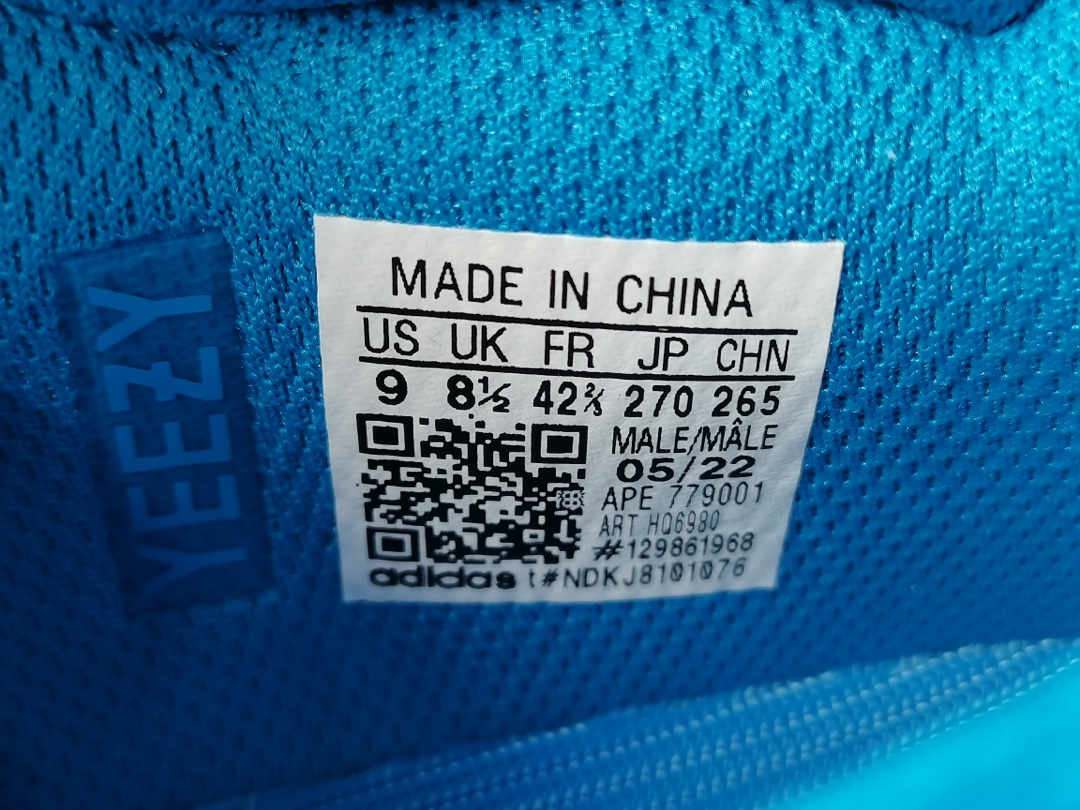 YEEZY
MADE IN CHINA
US UK FR JP CHN
9 8½ 42⅔ 270 265
MALE/MÂLE
05/22
APE 779001
ART HQ6980
#129861968
adidas t#NDKJ8101076